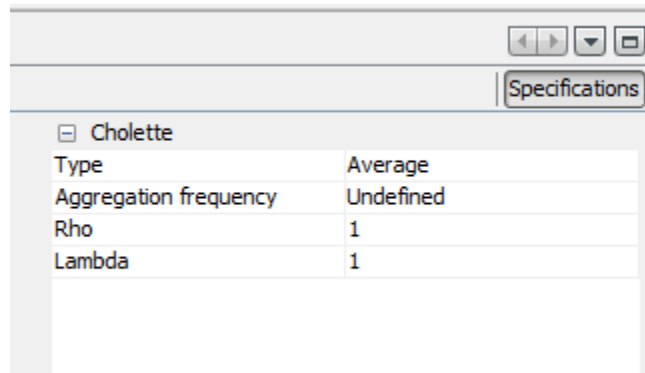 Specifications
Cholette
Type Average
Aggregation frequency Undefined
Rho 1
Lambda 1